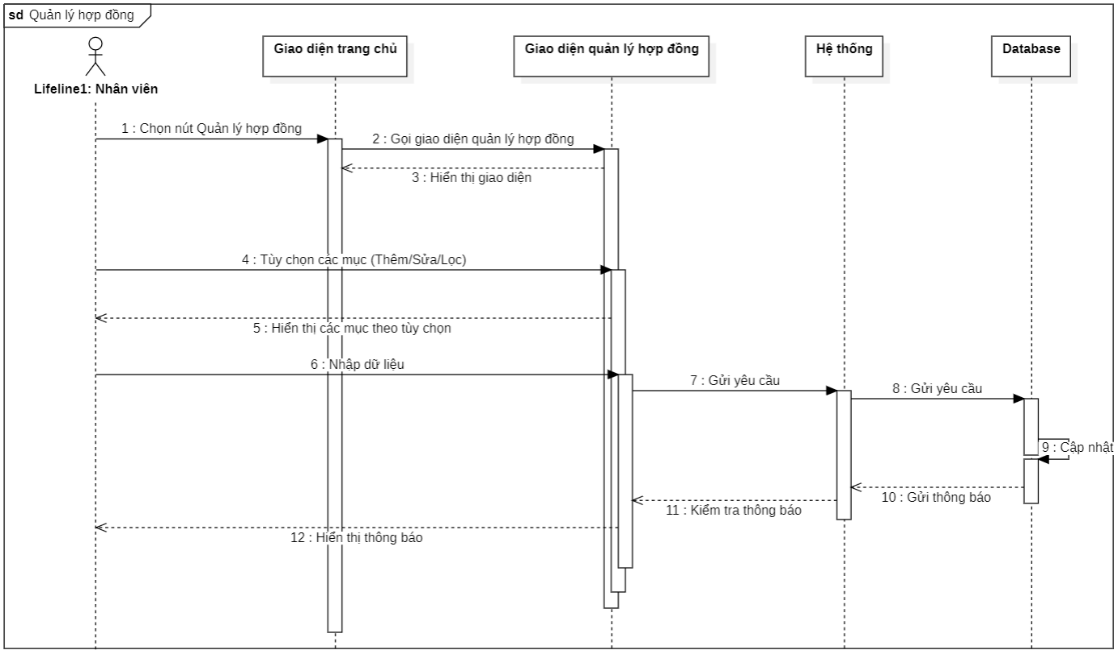 sd Quản lý hợp đồng
Giao diện trang chủ
Giao diện quản lý hợp đồng
Hệ thống
Database
Lifeline1: Nhân viên
1 : Chọn nút Quản lý hợp đồng
2 : Gọi giao diện quản lý hợp đồng
3 : Hiển thị giao diện
4 : Tùy chọn các mục (Thêm/Sửa/Lọc)
5 : Hiển thị các mục theo tùy chọn
6 : Nhập dữ liệu
7 : Gửi yêu cầu
8 : Gửi yêu cầu
9 : Cập nhật
10 : Gửi thông báo
11 : Kiểm tra thông báo
12 : Hiển thị thông báo